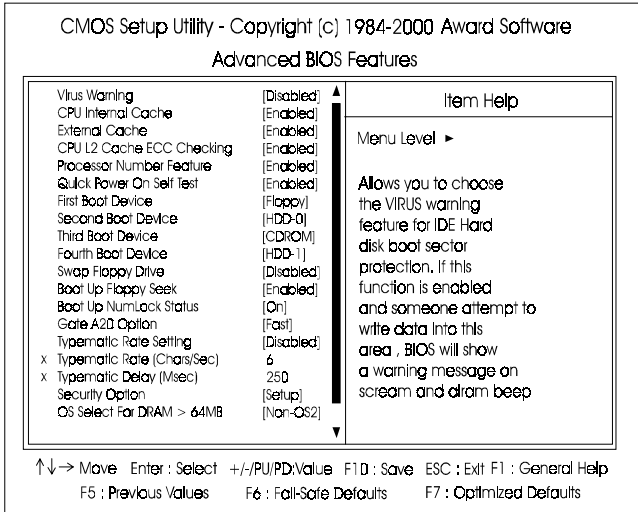 CMOS Setup Utility - Copyright (c) 1984-2000 Award Software
Advanced BIOS Features
Virus Warning [Disabled]
CPU Internal Cache [Enabled]
External Cache [Enabled]
CPU L2 Cache ECC Checking [Enabled]
Processor Number Feature [Enabled]
Quick Power On Self Test [Enabled]
First Boot Device [Floppy]
Second Boot Device [HDD-0]
Third Boot Device [CDROM]
Fourth Boot Device [HDD-1]
Swap Floppy Drive [Disabled]
Boot Up Floppy Seek [Enabled]
Boot Up NumLock Status [On]
Gate A20 Option [Fast]
Typematic Rate Setting [Disabled]
x Typematic Rate (Chars/Sec) 6
x Typematic Delay (Msec) 250
Security Option [Setup]
OS Select For DRAM > 64MB [Non-OS2]
Item Help
Menu Level ►
Allows you to choose
the VIRUS warning
feature for IDE Hard
disk boot sector
protection. If this
function is enabled
and someone attempt to
write data into this
area , BIOS will show
a warning message on
scream and alram beep
↑↓→ Move Enter : Select +/-/PU/PD:Value F10 : Save ESC : Exit F1 : General Help
F5 : Previous Values F6 : Fail-Safe Defaults F7 : Optimized Defaults